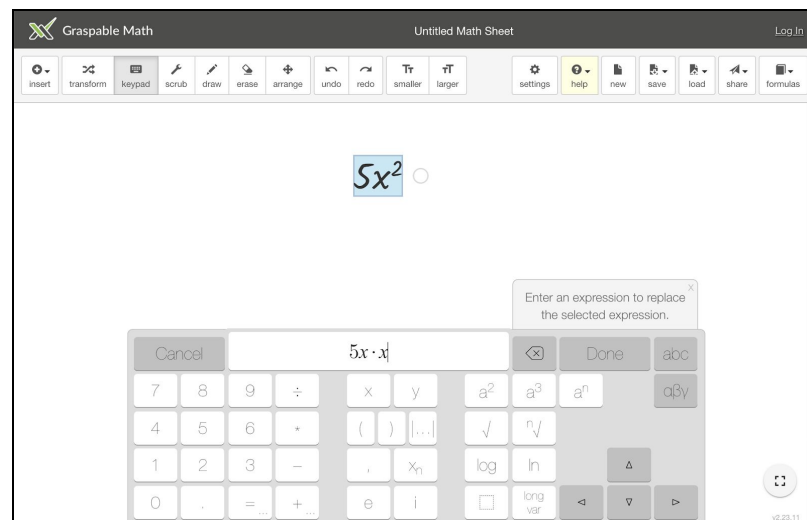 Graspable Math Untitled Math Sheet Log In
insert transform keypad scrub draw erase arrange undo redo smaller larger settings help new save load share formulas
5x²
x
Enter an expression to replace
the selected expression.
Cancel 5x·x Done abc
7 8 9 ÷ x y a² a³ aⁿ αβγ
4 5 6 * ( ) |...| √ ⁿ√
1 2 3 – , xₙ log ln
0 . = ... + ... e i long var
v2.23.11